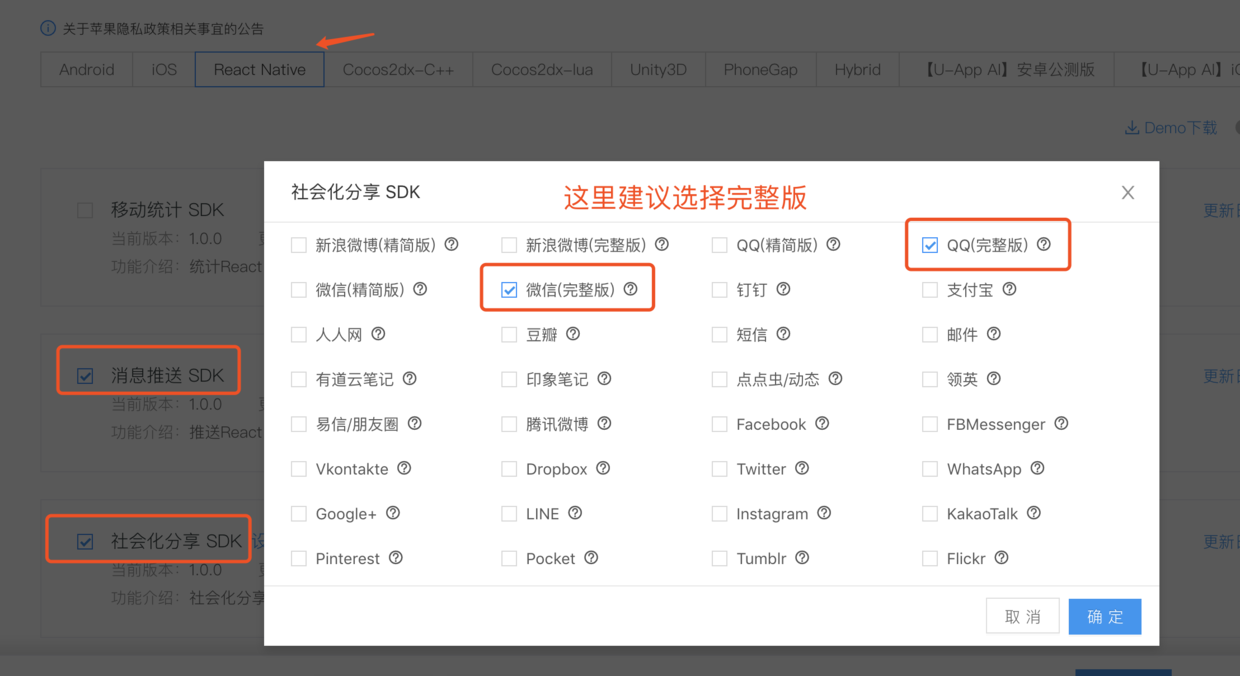 关于苹果隐私政策相关事宜的公告
Android iOS React Native Cocos2dx-C++ Cocos2dx-lua Unity3D PhoneGap Hybrid 【U-App AI】安卓公测版 【U-App AI】
Demo下载
移动统计 SDK
当前版本：1.0.0
功能介绍：统计React
更新
消息推送 SDK
当前版本：1.0.0
功能介绍：推送React
更新
社会化分享 SDK
当前版本：1.0.0
功能介绍：社会化分享
更新
社会化分享 SDK
这里建议选择完整版
新浪微博(精简版) 新浪微博(完整版) QQ(精简版) QQ(完整版)
微信(精简版) 微信(完整版) 钉钉 支付宝
人人网 豆瓣 短信 邮件
有道云笔记 印象笔记 点点虫/动态 领英
易信/朋友圈 腾讯微博 Facebook FBMessenger
Vkontakte Dropbox Twitter WhatsApp
Google+ LINE Instagram KakaoTalk
Pinterest Pocket Tumblr Flickr
取 消 确 定